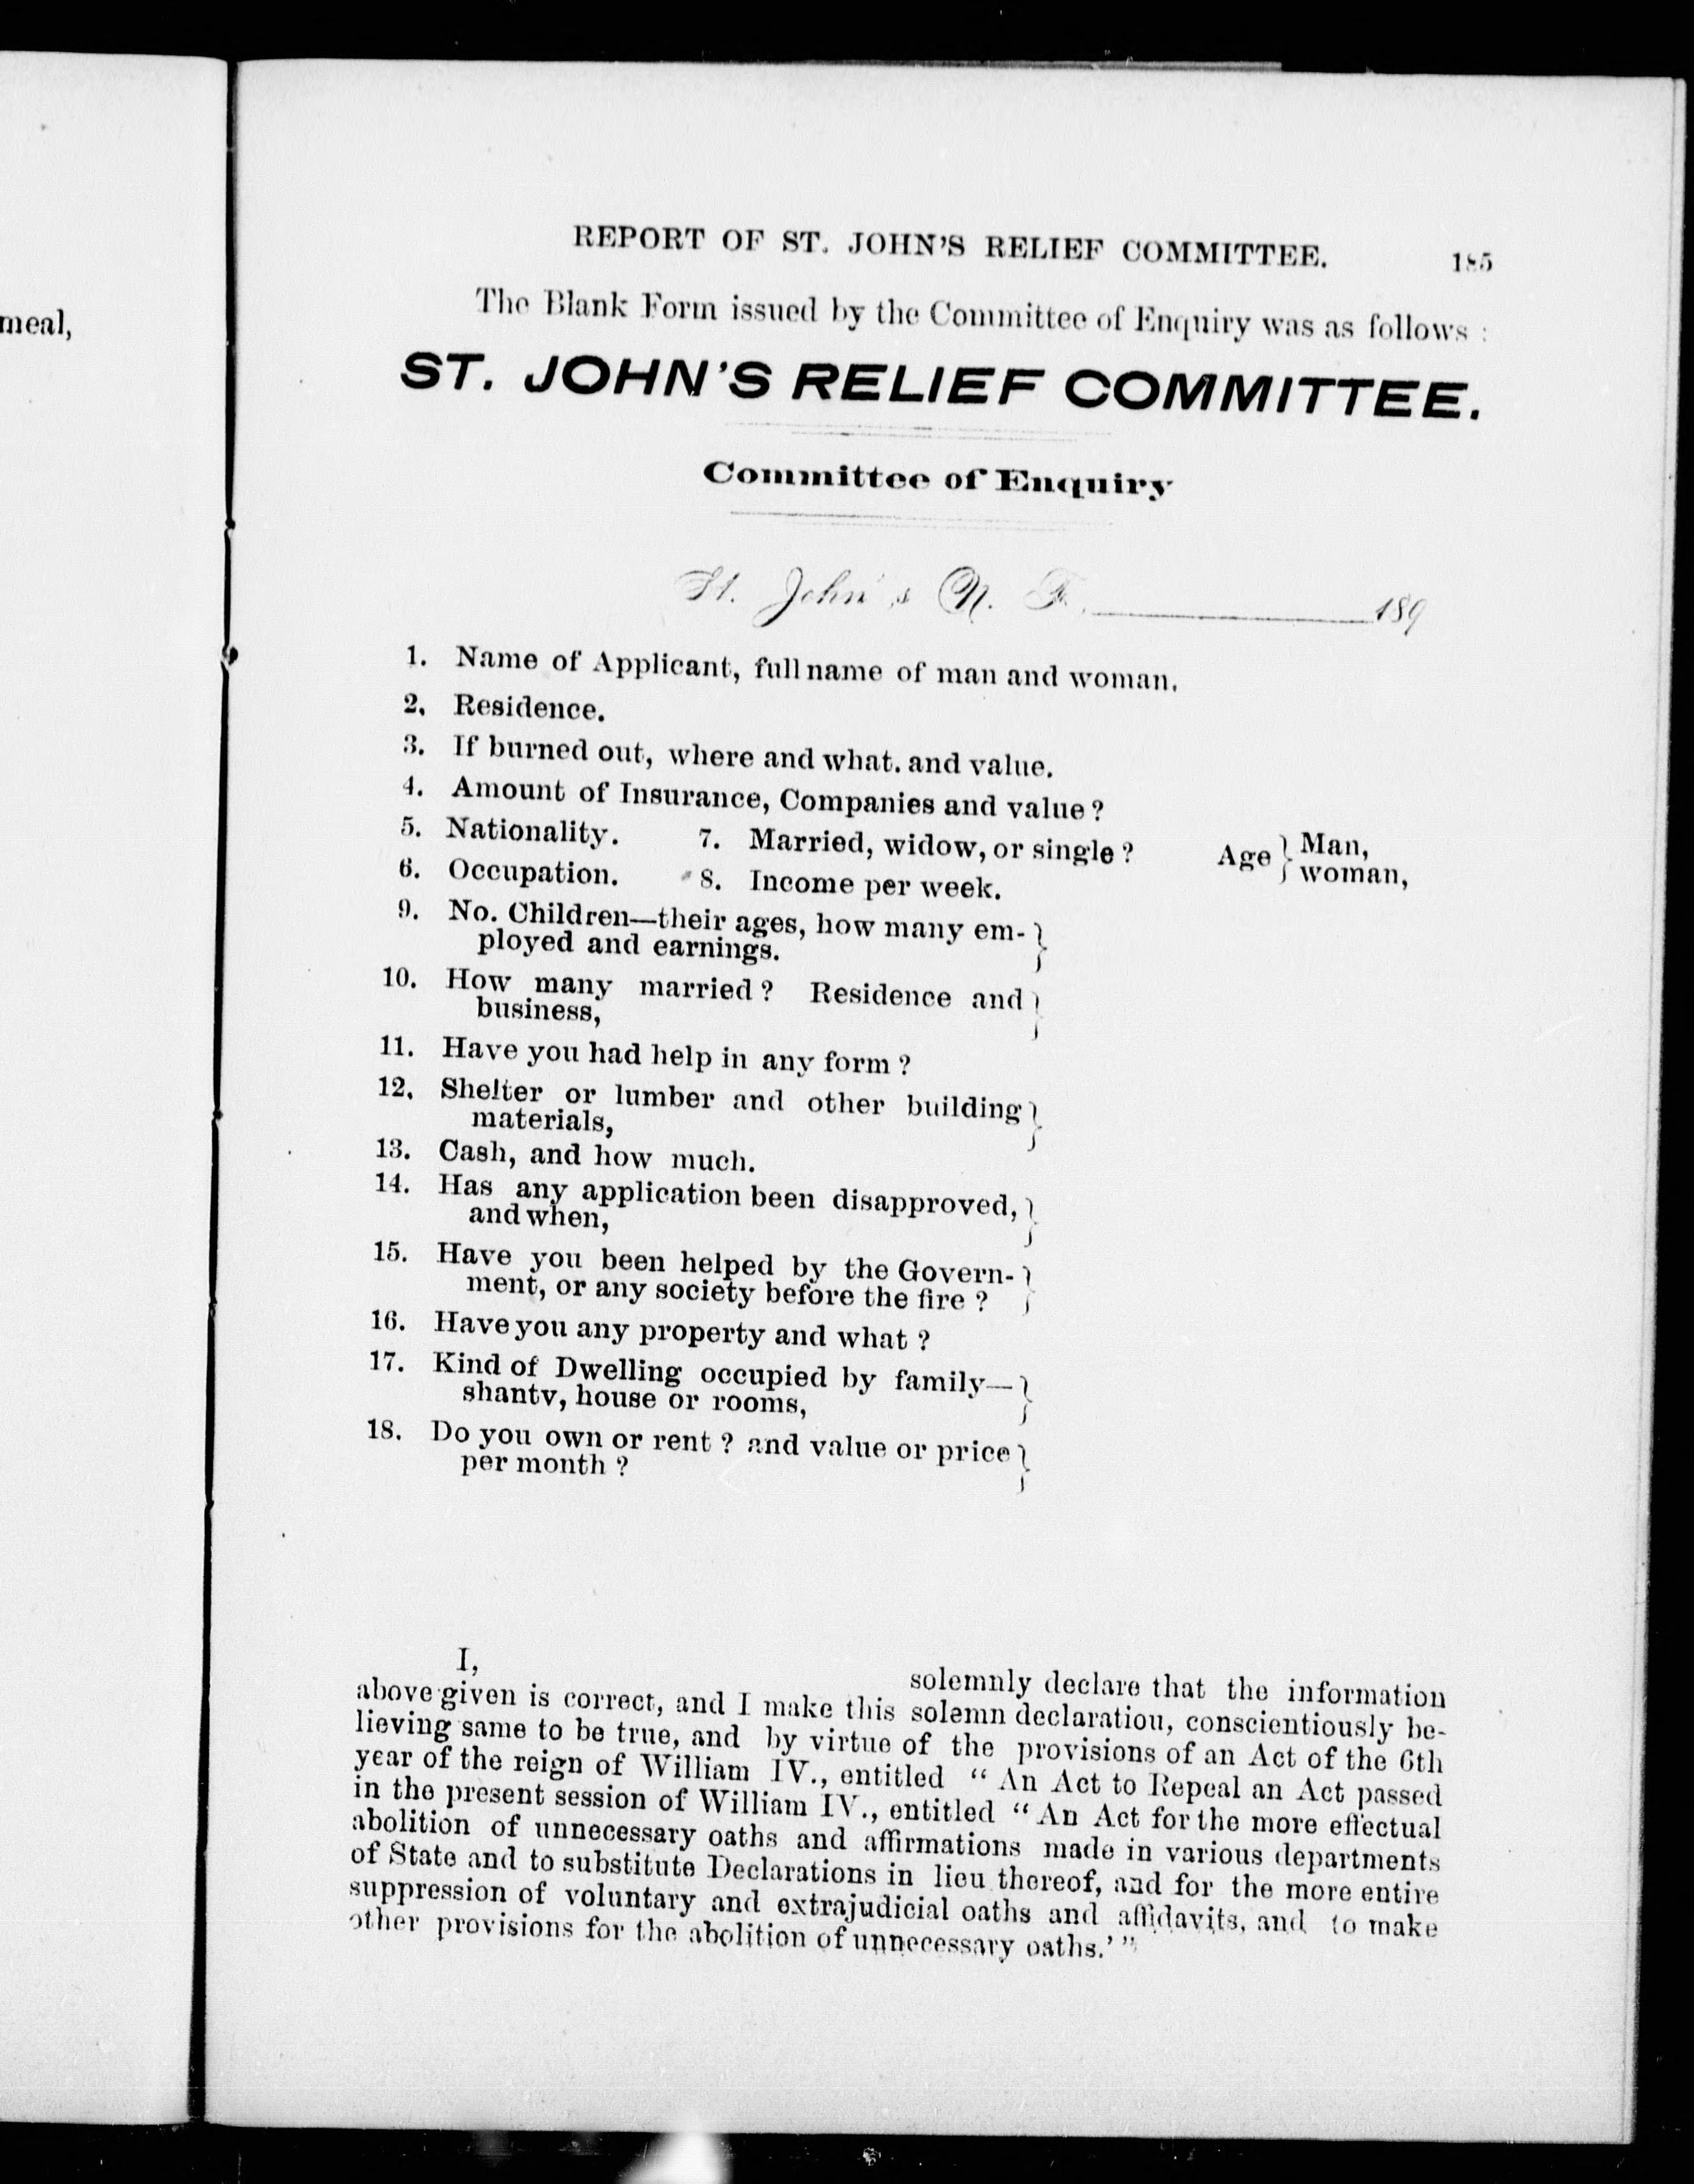 meal,
REPORT OF ST. JOHN'S RELIEF COMMITTEE. 185
The Blank Form issued by the Committee of Enquiry was as follows :
ST. JOHN'S RELIEF COMMITTEE.
Committee of Enquiry
St. John's N. F. 189
1. Name of Applicant, full name of man and woman.
2. Residence.
3. If burned out, where and what. and value.
4. Amount of Insurance, Companies and value?
5. Nationality. 7. Married, widow, or single? Age } Man,
woman,
6. Occupation. 8. Income per week.
9. No. Children—their ages, how many em- }
ployed and earnings.
10. How many married? Residence and }
business,
11. Have you had help in any form?
12. Shelter or lumber and other building }
materials,
13. Cash, and how much.
14. Has any application been disapproved, }
and when,
15. Have you been helped by the Govern- }
ment, or any society before the fire?
16. Have you any property and what?
17. Kind of Dwelling occupied by family— }
shantv, house or rooms,
18. Do you own or rent? and value or price }
per month?
I,
solemnly declare that the information
above given is correct, and I make this solemn declaration, conscientiously be-
lieving same to be true, and by virtue of the provisions of an Act of the 6th
year of the reign of William IV., entitled "An Act to Repeal an Act passed
in the present session of William IV., entitled "An Act for the more effectual
abolition of unnecessary oaths and affirmations made in various departments
of State and to substitute Declarations in lieu thereof, and for the more entire
suppression of voluntary and extrajudicial oaths and affidavits, and to make
other provisions for the abolition of unnecessary oaths.'"